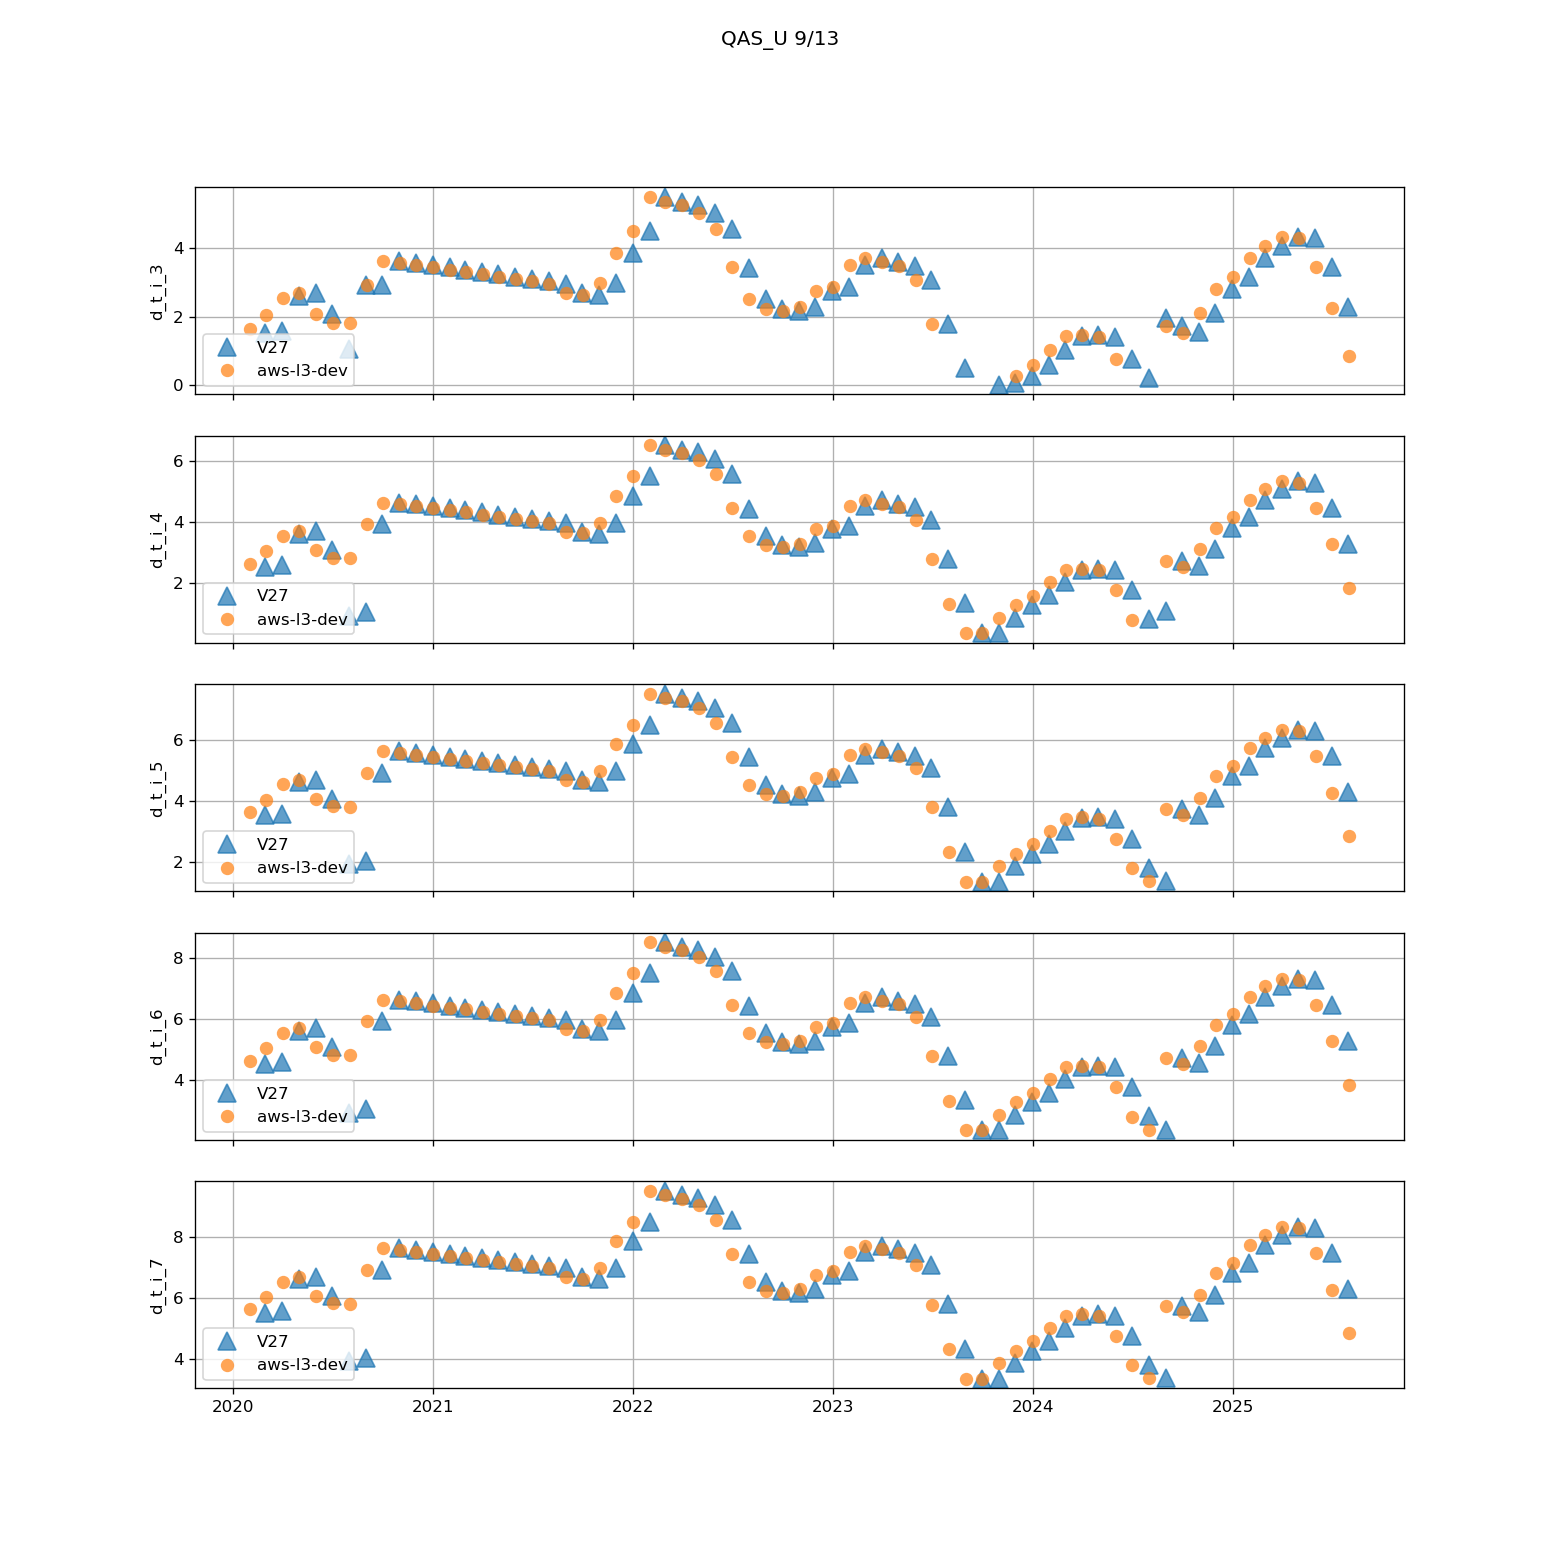 QAS_U 9/13
d_t_i_3
4
2
0
V27
aws-l3-dev
d_t_i_4
6
4
2
V27
aws-l3-dev
d_t_i_5
6
4
2
V27
aws-l3-dev
d_t_i_6
8
6
4
V27
aws-l3-dev
d_t_i_7
8
6
4
V27
aws-l3-dev
2020 2021 2022 2023 2024 2025